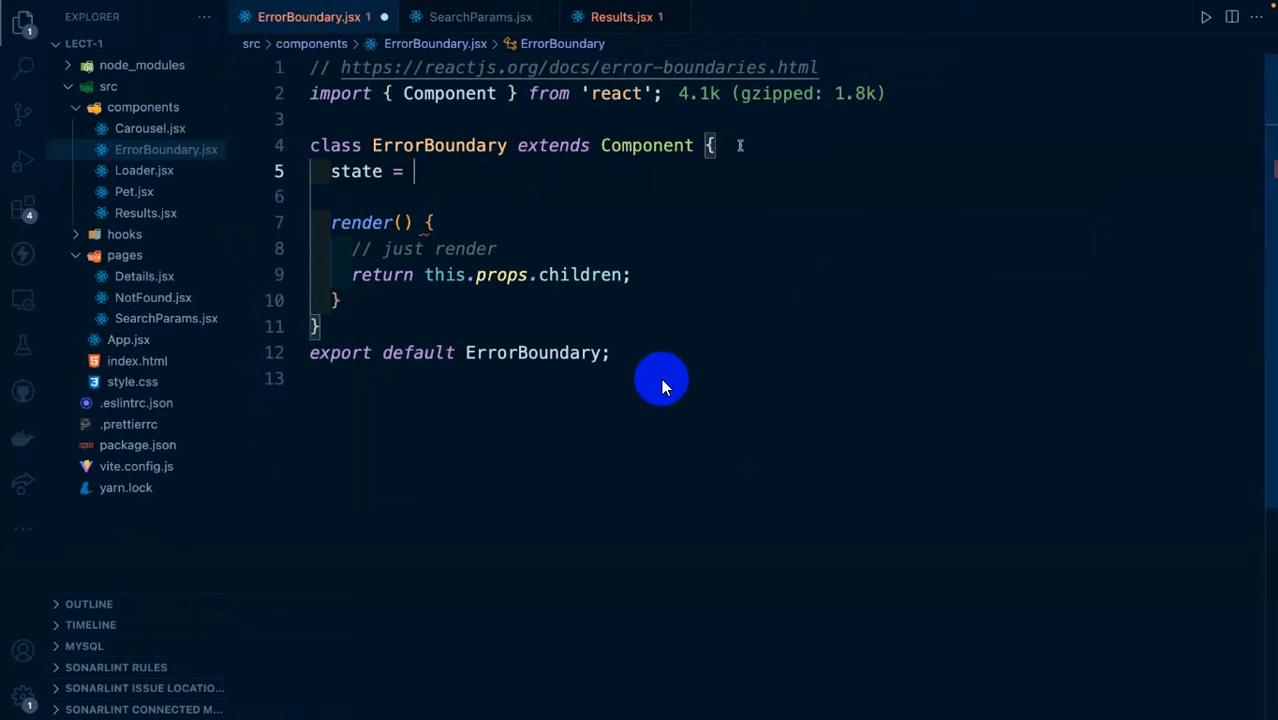 EXPLORER
LECT-1
node_modules
src
components
Carousel.jsx
ErrorBoundary.jsx
Loader.jsx
Pet.jsx
Results.jsx
hooks
pages
Details.jsx
NotFound.jsx
SearchParams.jsx
App.jsx
index.html
style.css
.eslintrc.json
.prettierrc
package.json
vite.config.js
yarn.lock
OUTLINE
TIMELINE
MYSQL
SONARLINT RULES
SONARLINT ISSUE LOCATIO...
SONARLINT CONNECTED M...
1
4
1
ErrorBoundary.jsx 1
SearchParams.jsx
Results.jsx 1
src > components > ErrorBoundary.jsx > ErrorBoundary
1 // https://reactjs.org/docs/error-boundaries.html
2 import { Component } from 'react'; 4.1k (gzipped: 1.8k)
3
4 class ErrorBoundary extends Component {
5 state =
6
7 render() {
8 // just render
9 return this.props.children;
10 }
11 }
12 export default ErrorBoundary;
13